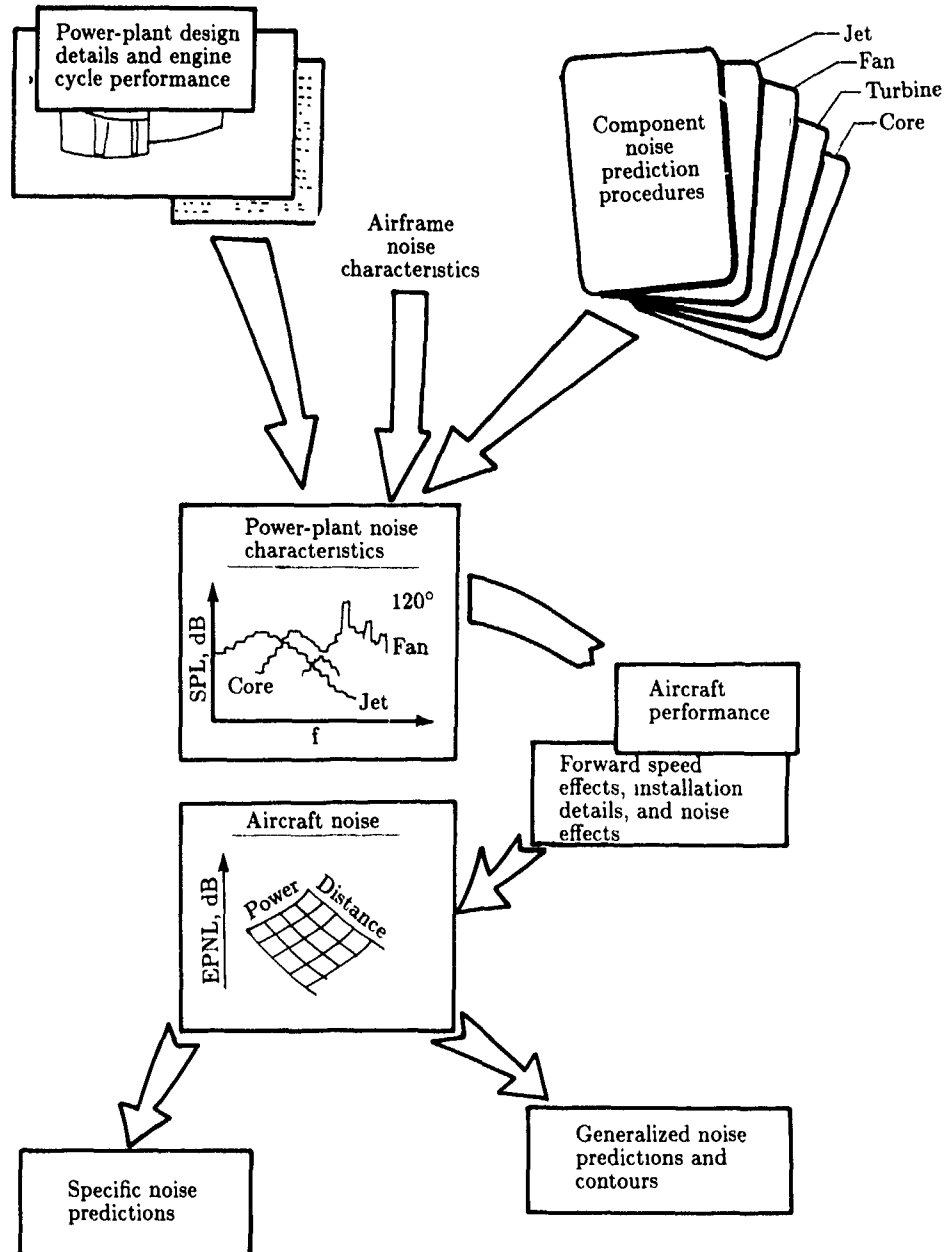 Power-plant design
details and engine
cycle performance
Jet
Fan
Turbine
Core
Component
noise
prediction
procedures
Airframe
noise
characteristics
Power-plant noise
characteristics
SPL, dB
120°
Fan
Core
Jet
f
Aircraft
performance
Forward speed
effects, installation
details, and noise
effects
Aircraft noise
EPNL, dB
Power
Distance
Specific noise
predictions
Generalized noise
predictions and
contours